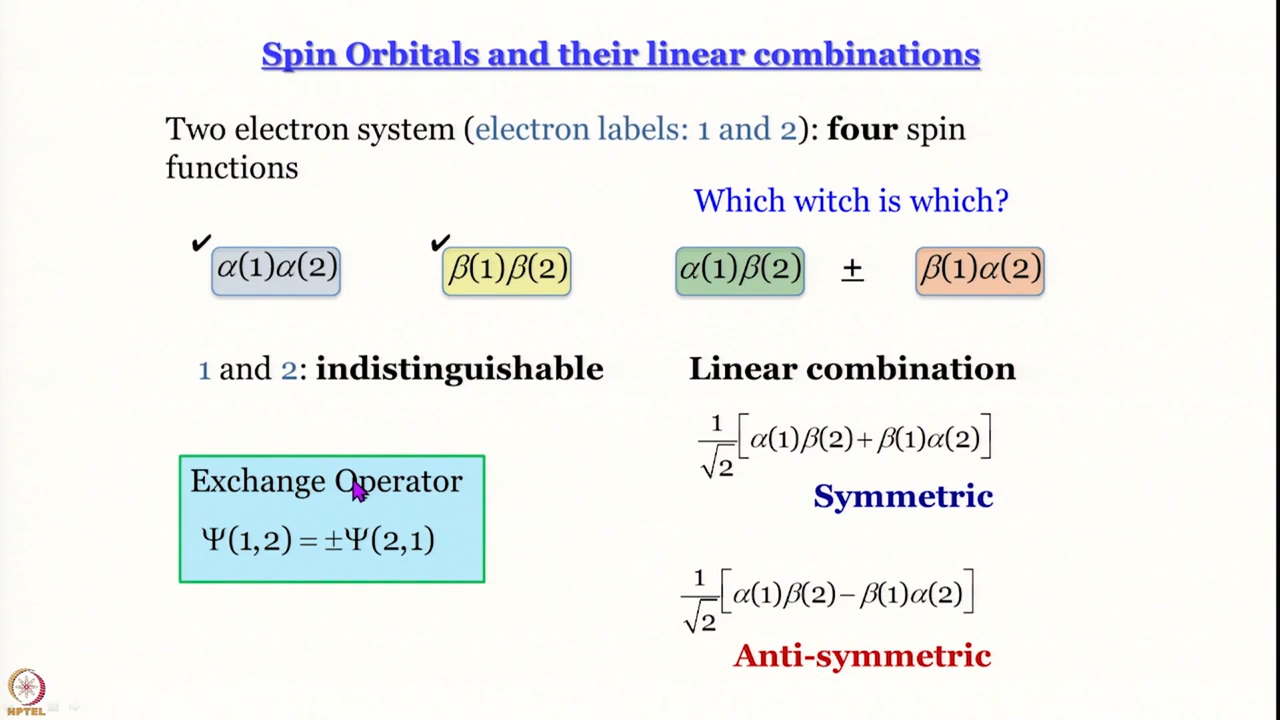 Spin Orbitals and their linear combinations
Two electron system (electron labels: 1 and 2): four spin
functions
Which witch is which?
✔ α(1)α(2) ✔ β(1)β(2) α(1)β(2) ± β(1)α(2)
1 and 2: indistinguishable
Linear combination
1/√2 [α(1)β(2)+β(1)α(2)]
Symmetric
Exchange Operator
Ψ(1,2) = ±Ψ(2,1)
1/√2 [α(1)β(2)−β(1)α(2)]
Anti-symmetric
NPTEL